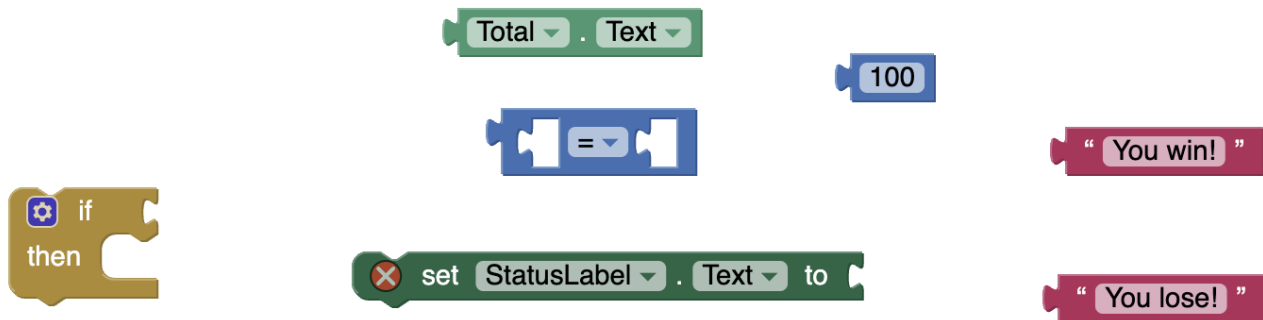 Total . Text
100
=
“ You win! ”
if
then
set StatusLabel . Text to
“ You lose! ”